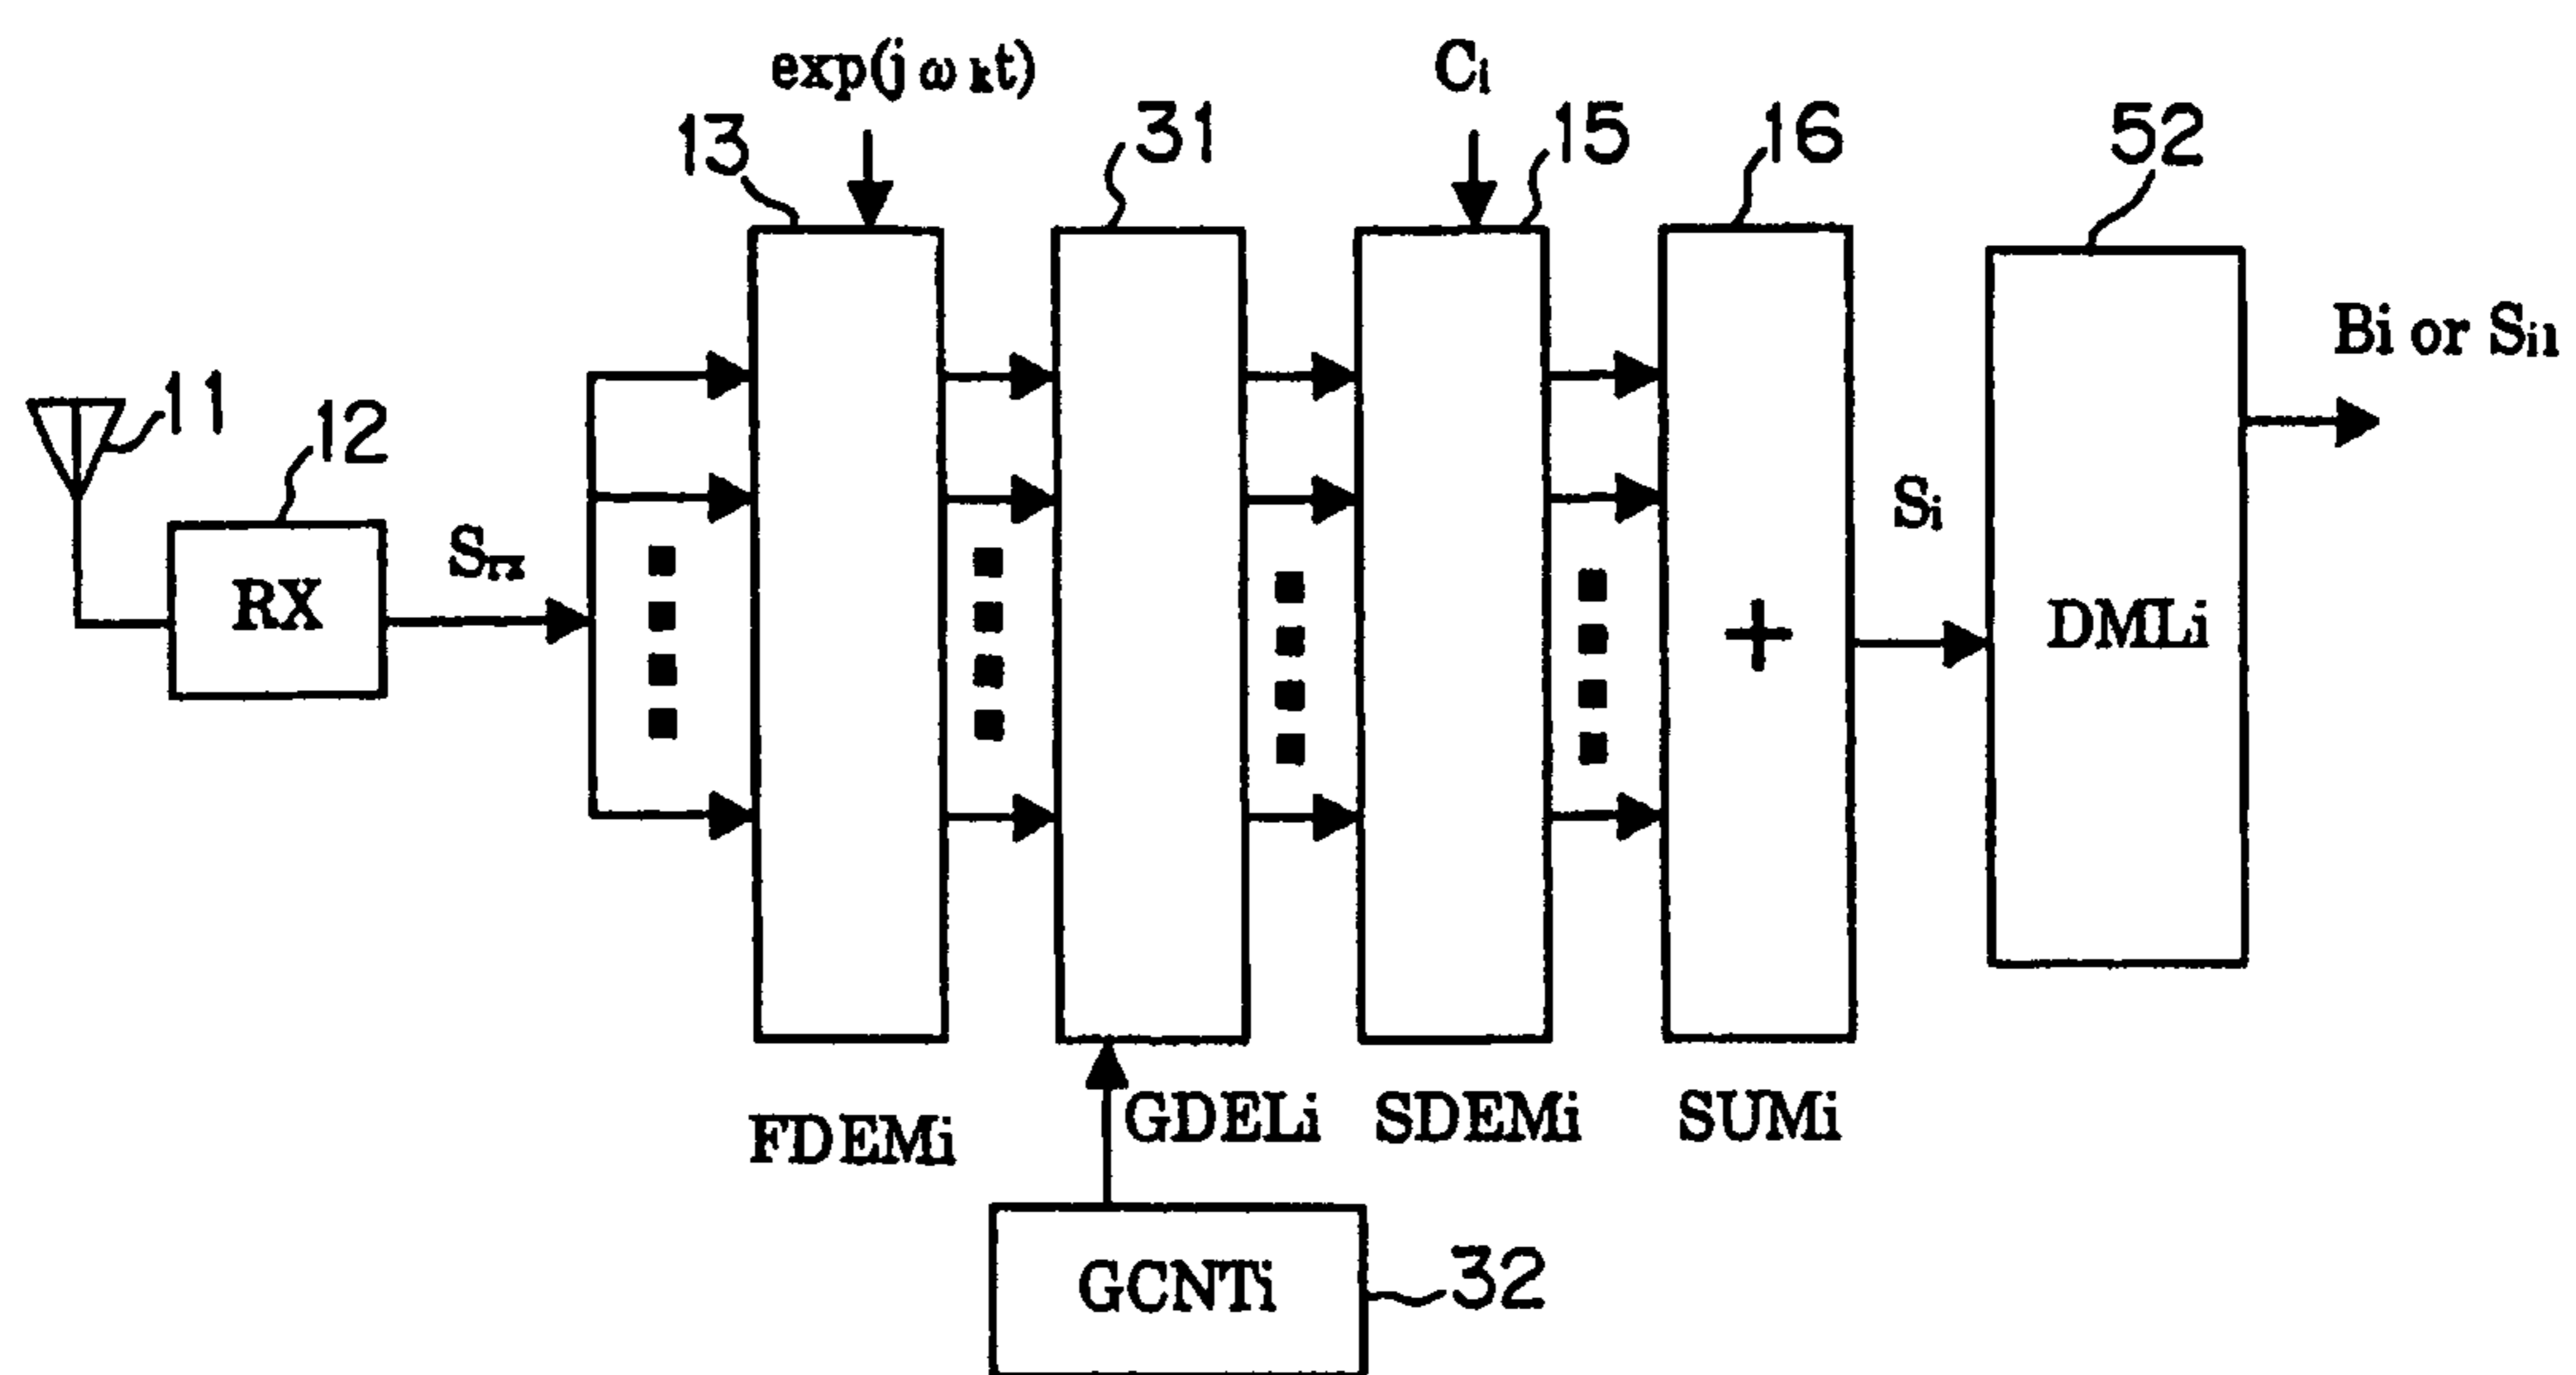 exp(jωkt)
Ci
13
31
15
16
52
11
12
RX
Srx
Si
+
DMLi
Bi or Si1
FDEMi
GDELi
SDEMi
SUMi
GCNTi
32